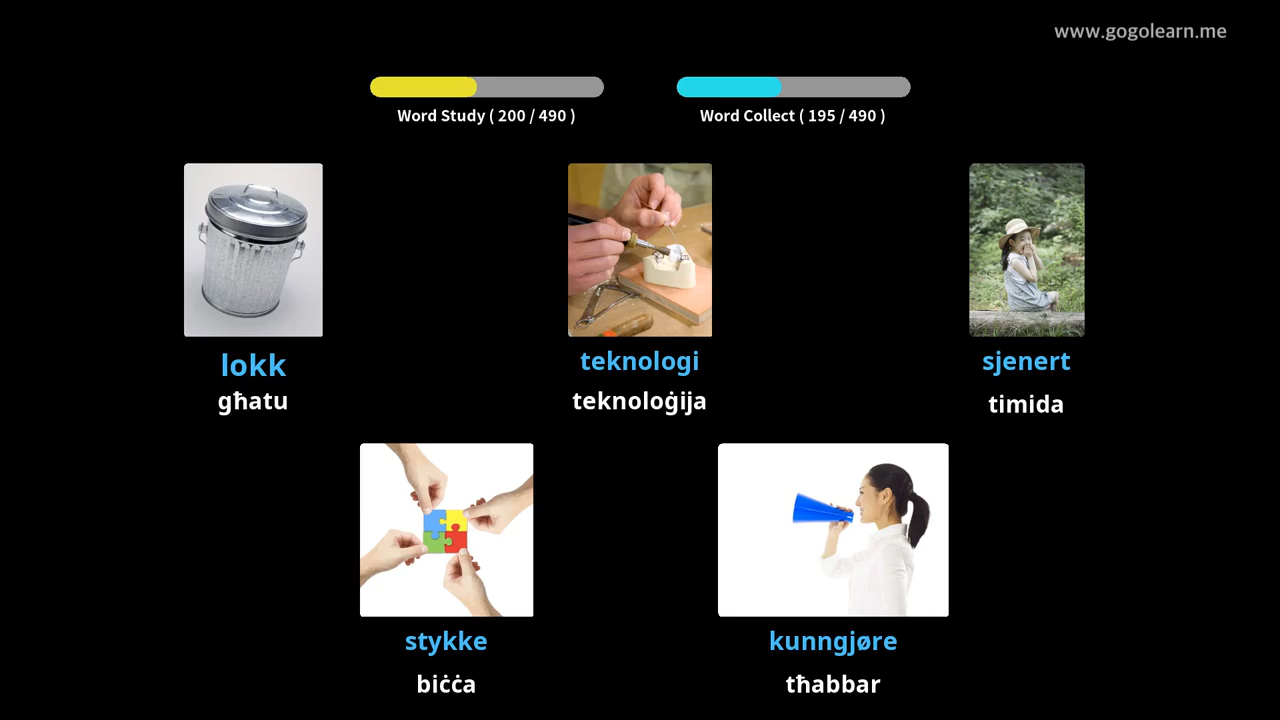 www.gogolearn.me
Word Study ( 200 / 490 )
Word Collect ( 195 / 490 )
lokk
għatu
teknologi
teknoloġija
sjenert
timida
stykke
biċċa
kunngjøre
tħabbar